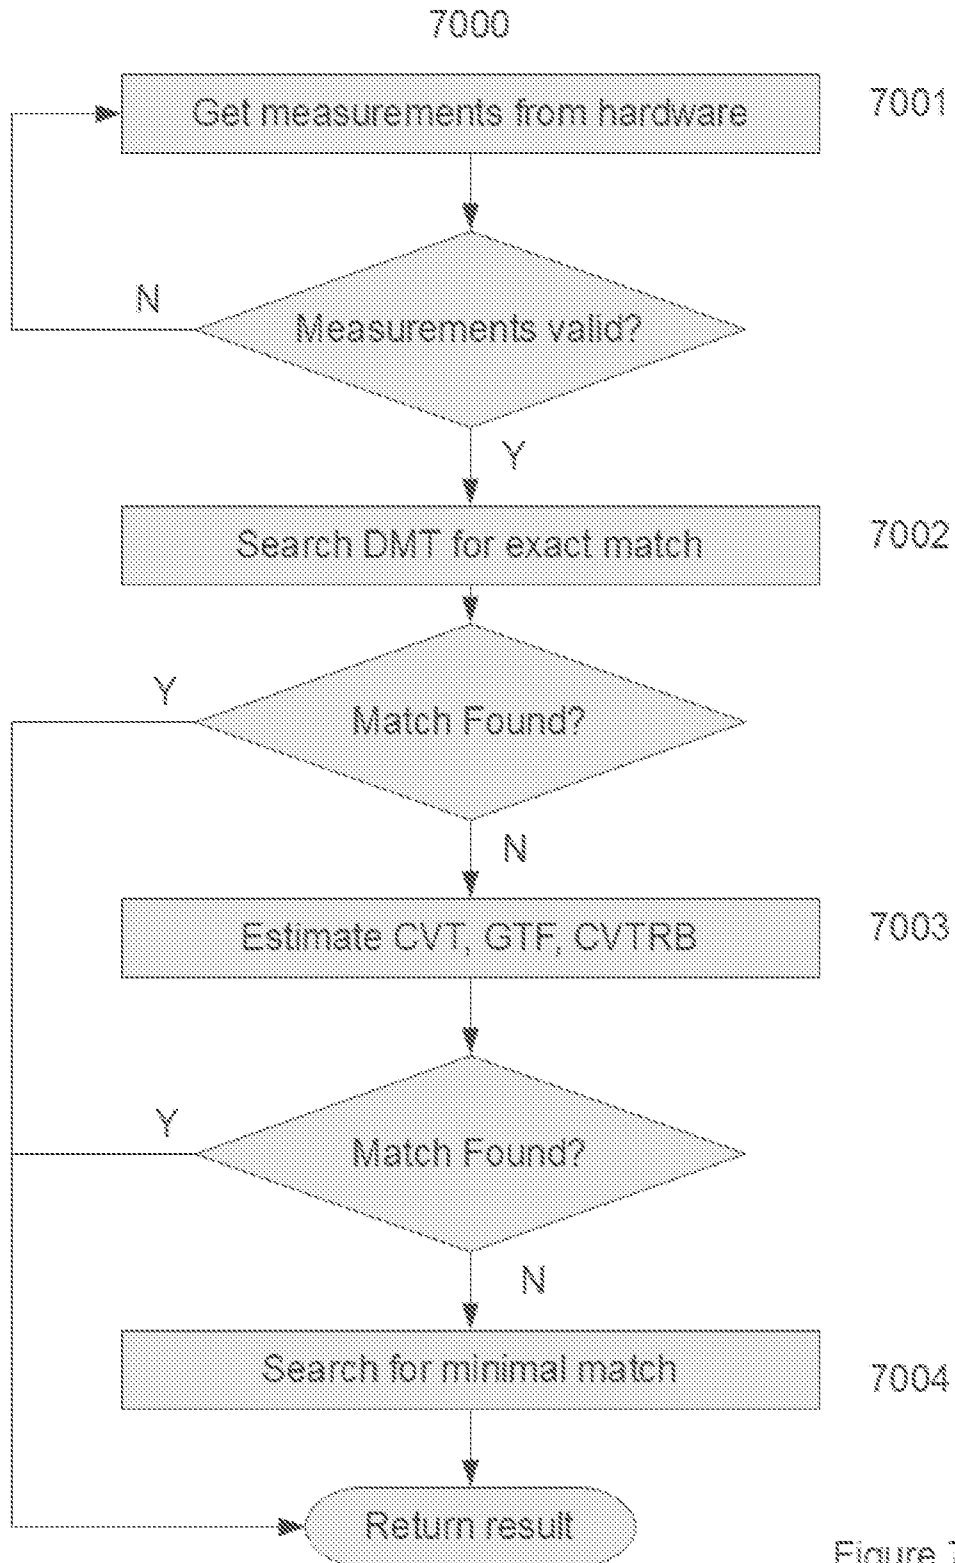 7000
Get measurements from hardware
7001
N
Measurements valid?
Y
Search DMT for exact match
7002
Y
Match Found?
N
Estimate CVT, GTF, CVTRB
7003
Y
Match Found?
N
Search for minimal match
7004
Return result
Figure